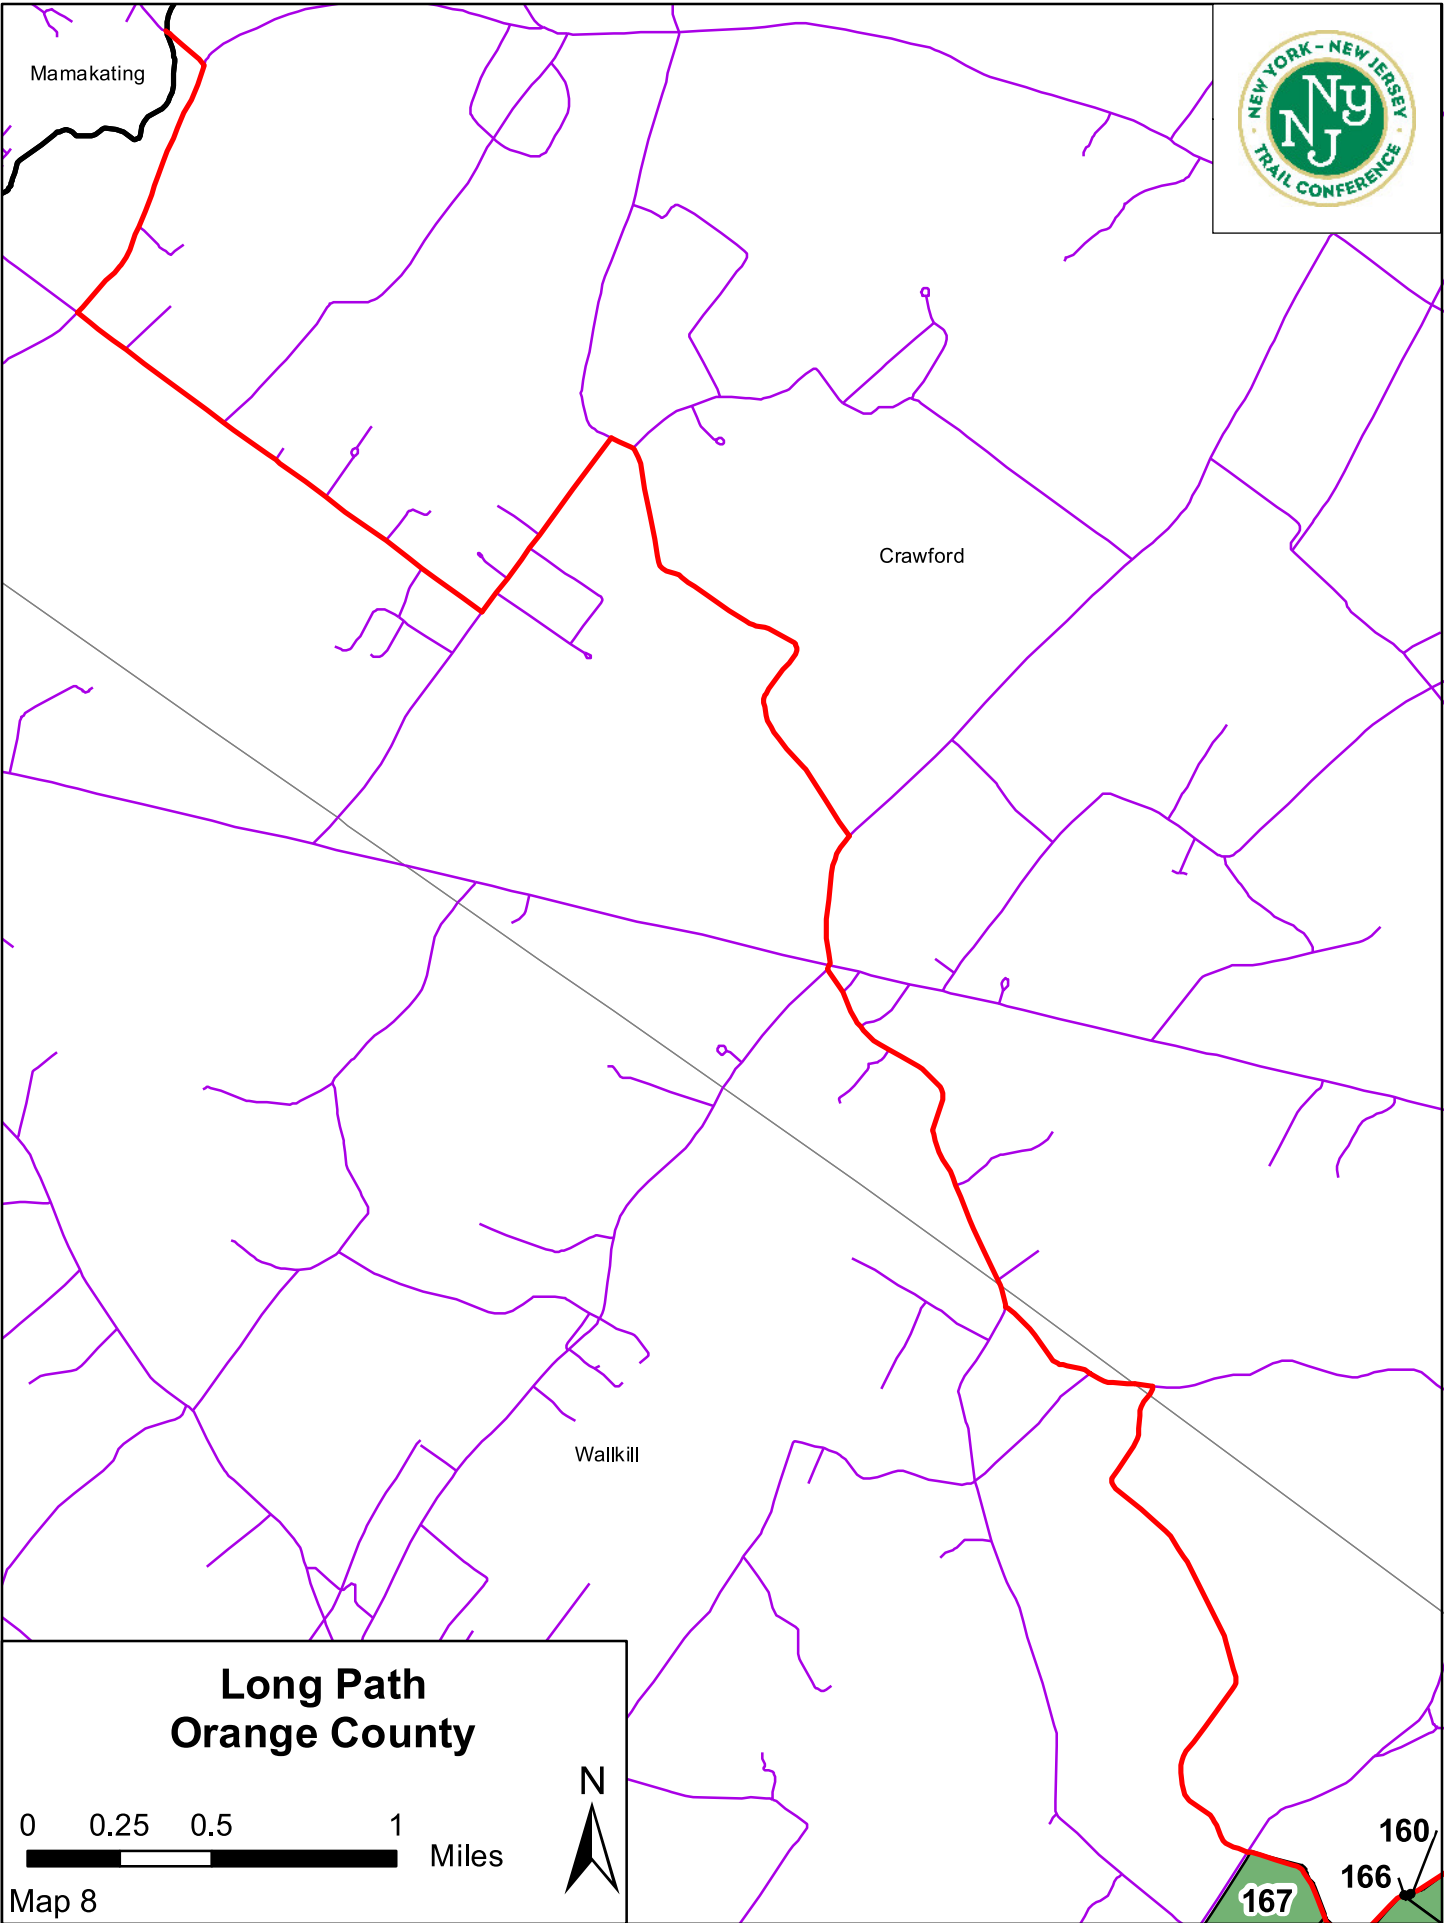 Mamakating
NEW YORK - NEW JERSEY
NY
NJ
TRAIL CONFERENCE
Crawford
Wallkill
Long Path
Orange County
N
0 0.25 0.5 1
Miles
Map 8
160
166
167